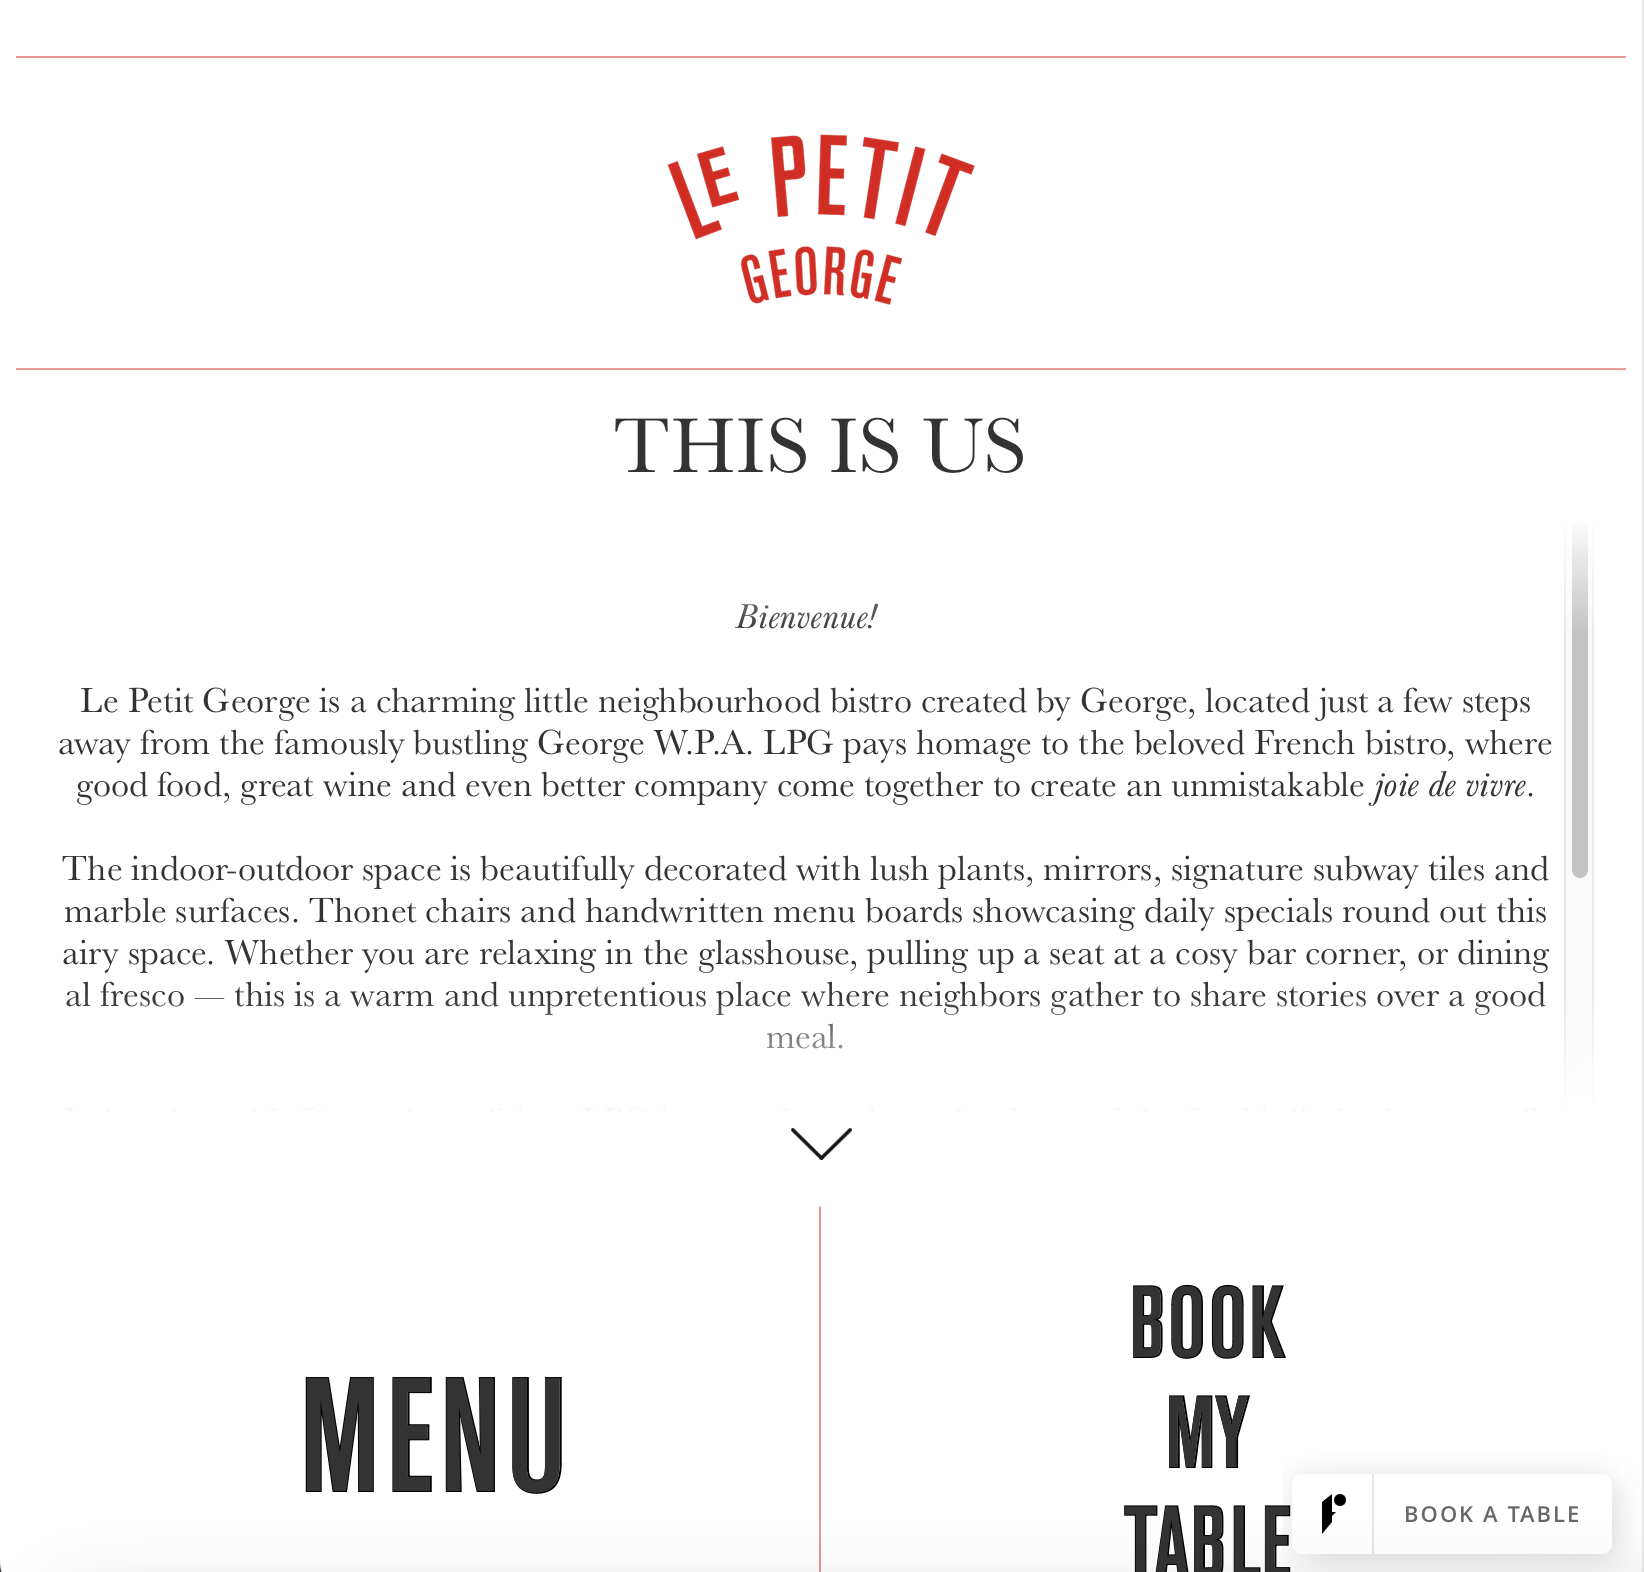 LE PETIT
GEORGE
THIS IS US
Bienvenue!
Le Petit George is a charming little neighbourhood bistro created by George, located just a few steps
away from the famously bustling George W.P.A. LPG pays homage to the beloved French bistro, where
good food, great wine and even better company come together to create an unmistakable joie de vivre.
The indoor-outdoor space is beautifully decorated with lush plants, mirrors, signature subway tiles and
marble surfaces. Thonet chairs and handwritten menu boards showcasing daily specials round out this
airy space. Whether you are relaxing in the glasshouse, pulling up a seat at a cosy bar corner, or dining
al fresco — this is a warm and unpretentious place where neighbors gather to share stories over a good
meal.
MENU
BOOK
MY
TABLE
BOOK A TABLE